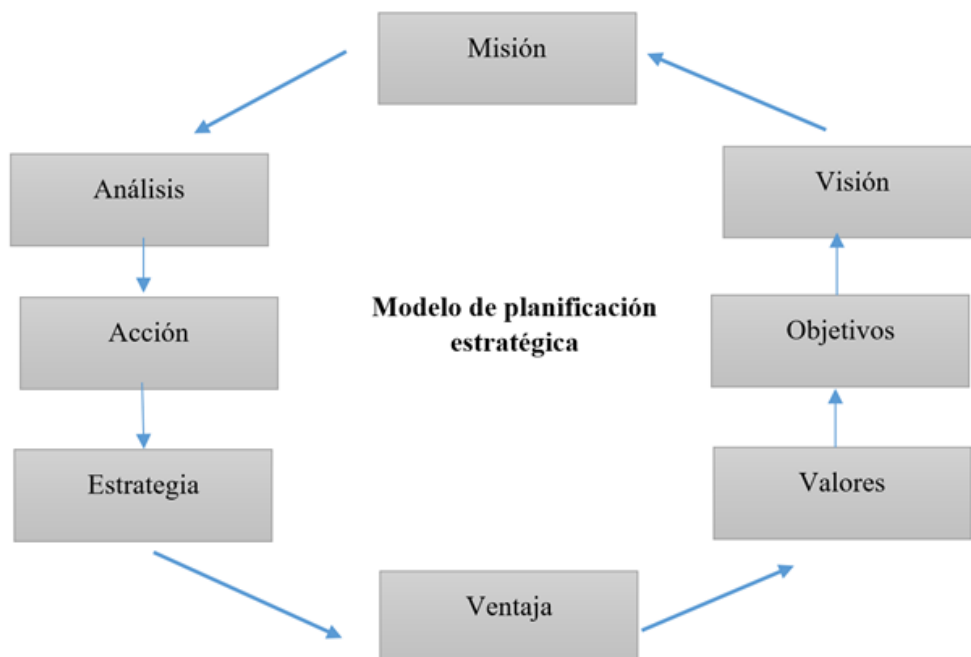 Misión
Análisis
Visión
Modelo de planificación
estratégica
Acción
Objetivos
Estrategia
Valores
Ventaja